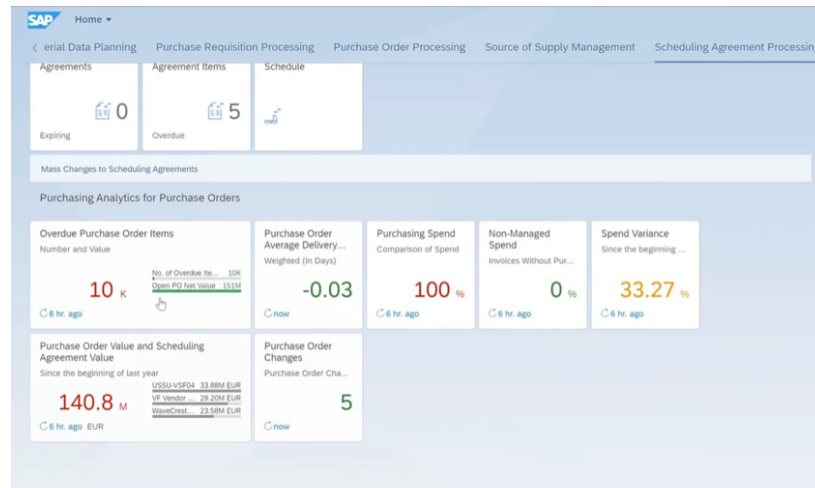 SAP Home
erial Data Planning Purchase Requisition Processing Purchase Order Processing Source of Supply Management Scheduling Agreement Processin
Agreements
0
Expiring
Agreement Items
5
Overdue
Schedule
Mass Changes to Scheduling Agreements
Purchasing Analytics for Purchase Orders
Overdue Purchase Order Items
Number and Value
10 K
No. of Overdue Ite... 10K
Open PO Net Value 151M
6 hr. ago
Purchase Order
Average Delivery...
Weighted (In Days)
-0.03
now
Purchasing Spend
Comparison of Spend
100 %
6 hr. ago
Non-Managed
Spend
Invoices Without Pur...
0 %
6 hr. ago
Spend Variance
Since the beginning ...
33.27 %
6 hr. ago
Purchase Order Value and Scheduling
Agreement Value
Since the beginning of last year
140.8 M
USSU-VSF04 33.88M EUR
VF Vendor ... 29.20M EUR
WaveCrest... 23.58M EUR
6 hr. ago EUR
Purchase Order
Changes
Purchase Order Cha...
5
now